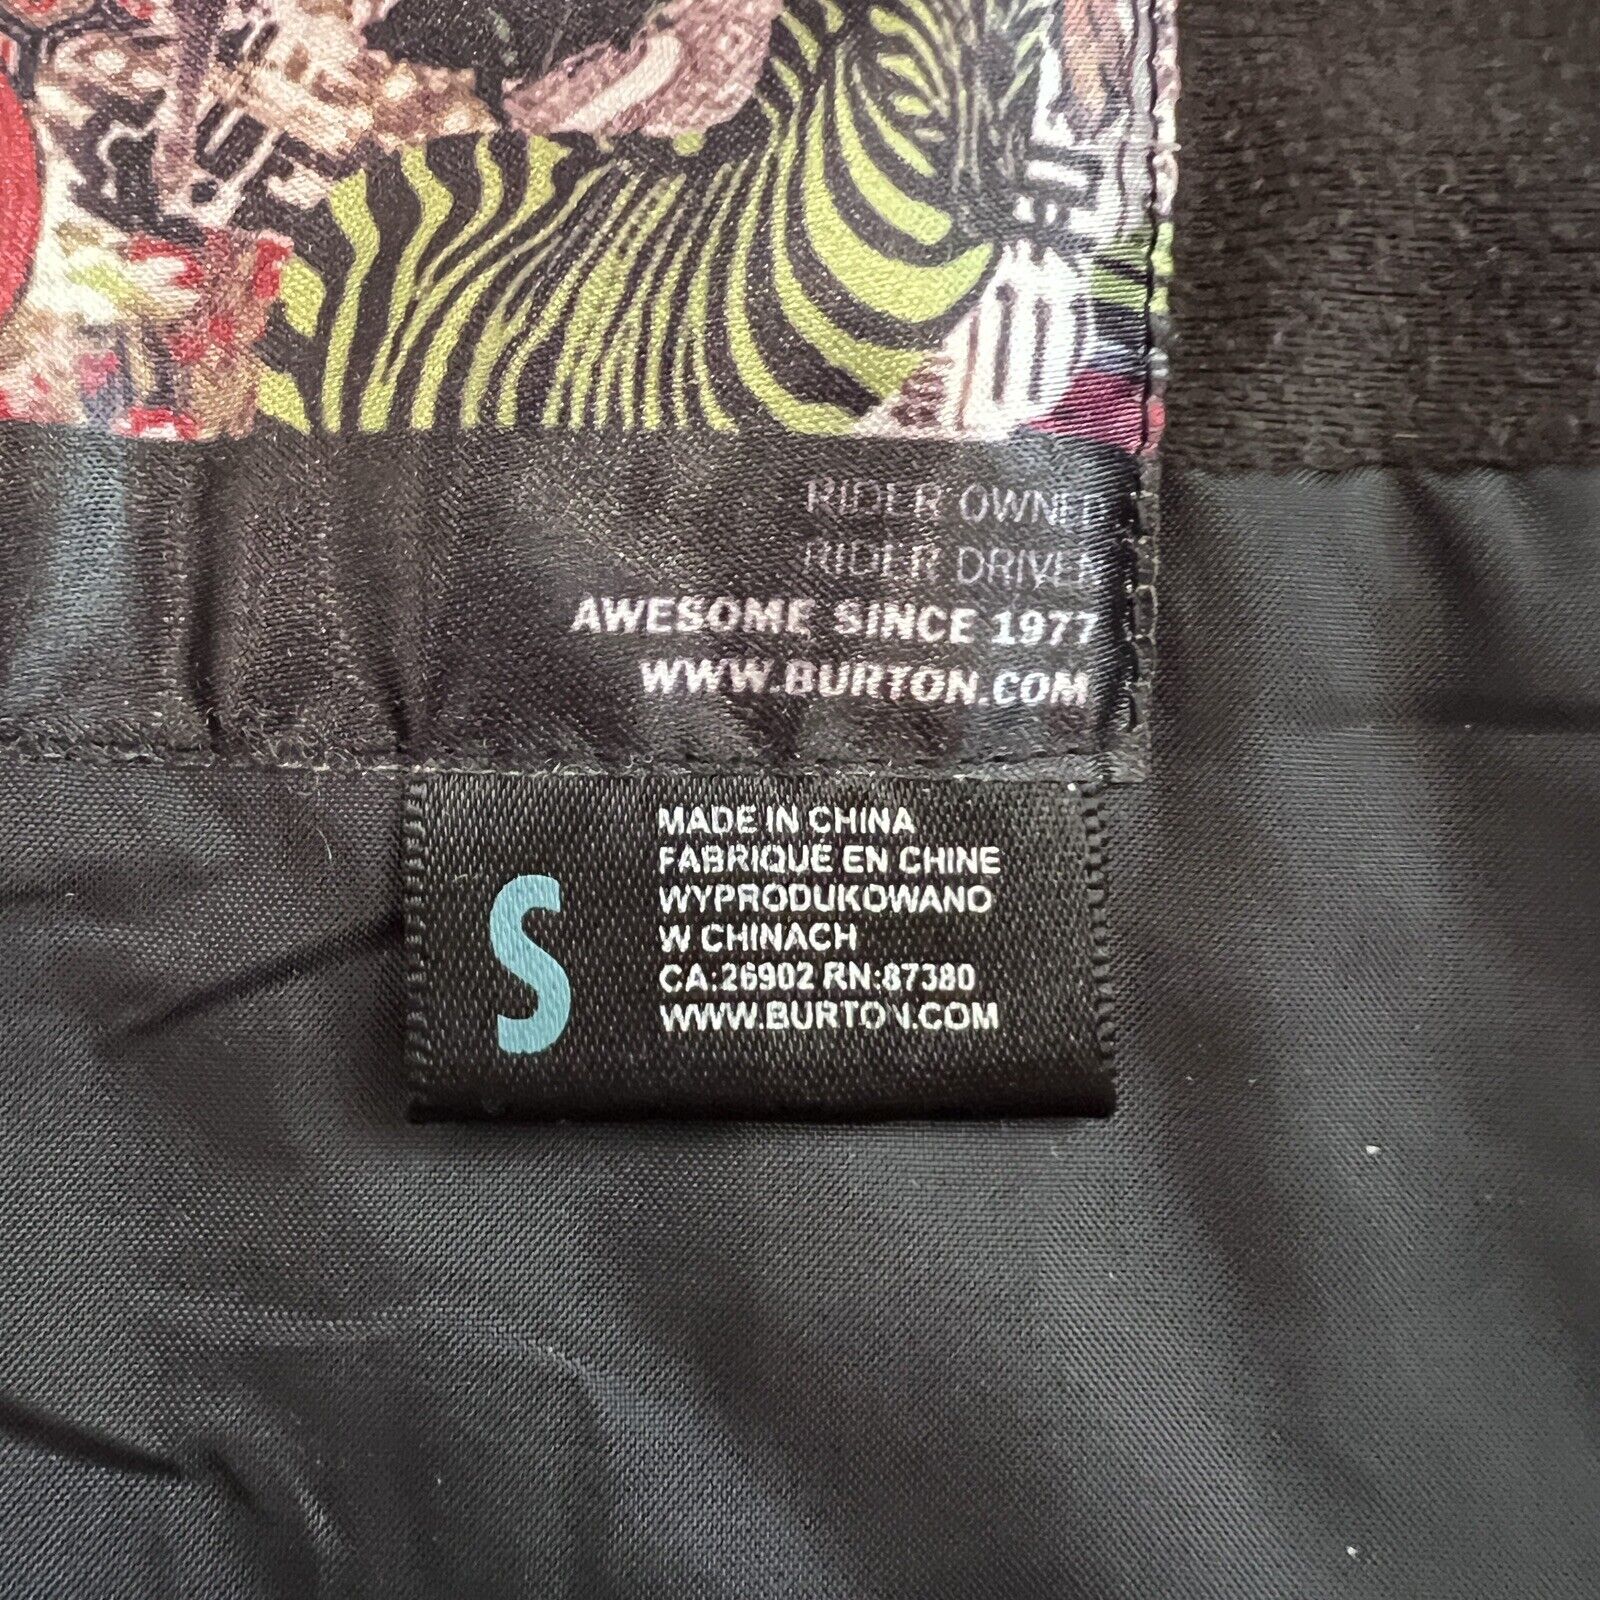 RIDER OWNED
RIDER DRIVEN
AWESOME SINCE 1977
WWW.BURTON.COM
S
MADE IN CHINA
FABRIQUE EN CHINE
WYPRODUKOWANO
W CHINACH
CA:26902 RN:87380
WWW.BURTON.COM